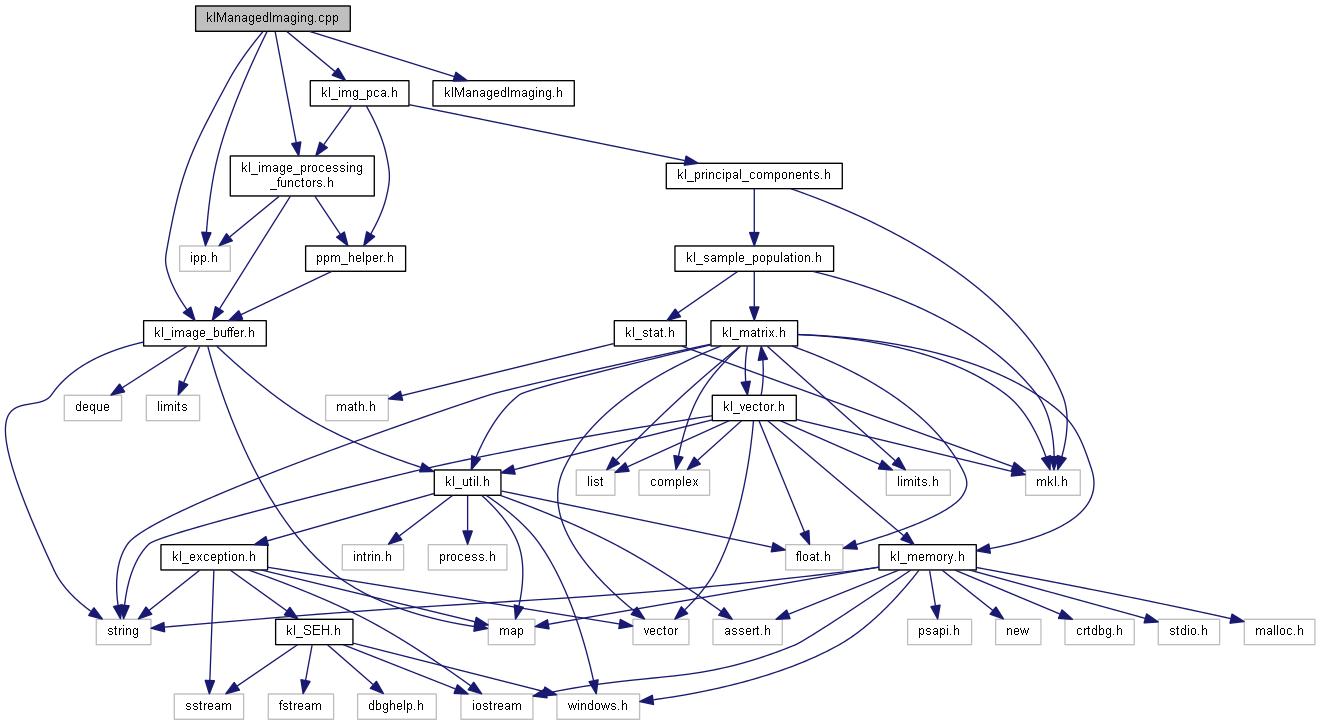 klManagedImaging.cpp
kl_img_pca.h
klManagedImaging.h
kl_image_processing
_functors.h
kl_principal_components.h
ipp.h
ppm_helper.h
kl_sample_population.h
kl_image_buffer.h
kl_stat.h
kl_matrix.h
deque
limits
math.h
kl_vector.h
kl_util.h
list
complex
limits.h
mkl.h
kl_exception.h
intrin.h
process.h
float.h
kl_memory.h
string
kl_SEH.h
map
vector
assert.h
psapi.h
new
crtdbg.h
stdio.h
malloc.h
sstream
fstream
dbghelp.h
iostream
windows.h